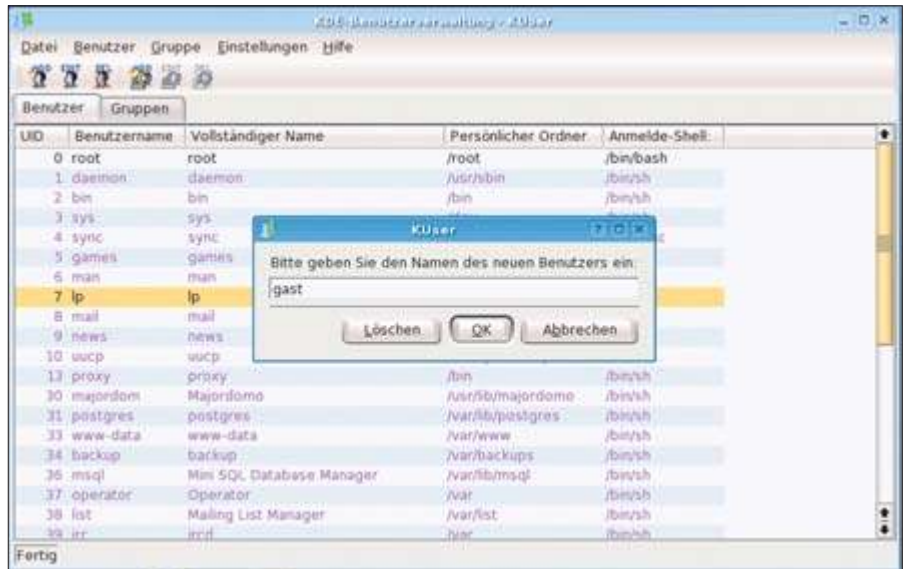 KDE-Benutzerverwaltung - KUser
Datei Benutzer Gruppe Einstellungen Hilfe
Benutzer Gruppen
UID Benutzername Vollständiger Name Persönlicher Ordner Anmelde-Shell:
0 root root /root /bin/bash
1 daemon daemon /usr/sbin /bin/sh
2 bin bin /bin /bin/sh
3 sys sys
4 sync sync
5 games games
6 man man
7 lp lp
8 mail mail
9 news news
10 uucp uucp
13 proxy proxy /bin /bin/sh
30 majordom Majordomo /usr/lib/majordomo /bin/sh
31 postgres postgres /var/lib/postgres /bin/sh
33 www-data www-data /var/www /bin/sh
34 backup backup /var/backups /bin/sh
36 msql Mini SQL Database Manager /var/lib/msql /bin/sh
37 operator Operator /var /bin/sh
38 list Mailing List Manager /var/list /bin/sh
39 irc ircd /var /bin/sh
KUser
Bitte geben Sie den Namen des neuen Benutzers ein:
gast
Löschen OK Abbrechen
Fertig